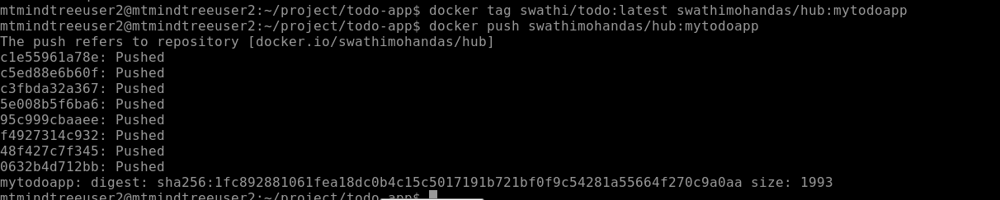 mtmindtreeuser2@mtmindtreeuser2:~/project/todo-app$ docker tag swathi/todo:latest swathimohandas/hub:mytodoapp
mtmindtreeuser2@mtmindtreeuser2:~/project/todo-app$ docker push swathimohandas/hub:mytodoapp
The push refers to repository [docker.io/swathimohandas/hub]
c1e55961a78e: Pushed
c5ed88e6b60f: Pushed
c3fbda32a367: Pushed
5e008b5f6ba6: Pushed
95c999cbaaee: Pushed
f4927314c932: Pushed
48f427c7f345: Pushed
0632b4d712bb: Pushed
mytodoapp: digest: sha256:1fc892881061fea18dc0b4c15c5017191b721bf0f9c54281a55664f270c9a0aa size: 1993
mtmindtreeuser2@mtmindtreeuser2:~/project/todo-app$